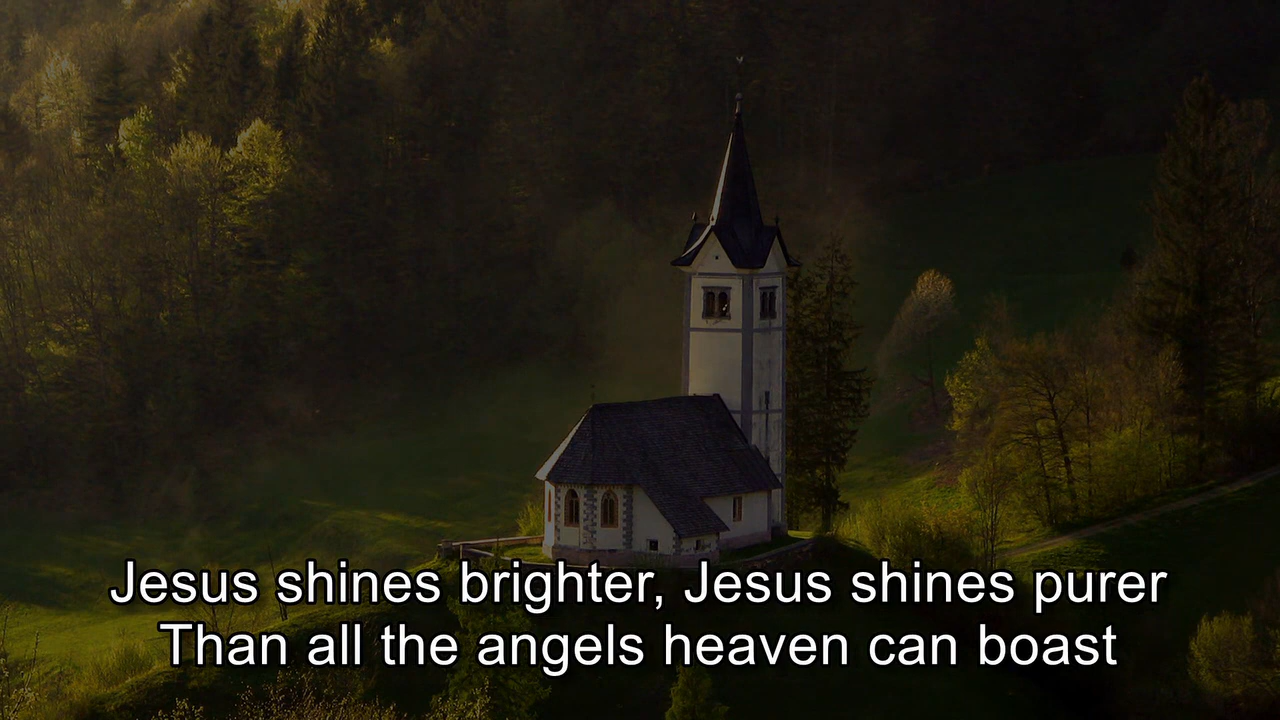 Jesus shines brighter, Jesus shines purer
Than all the angels heaven can boast